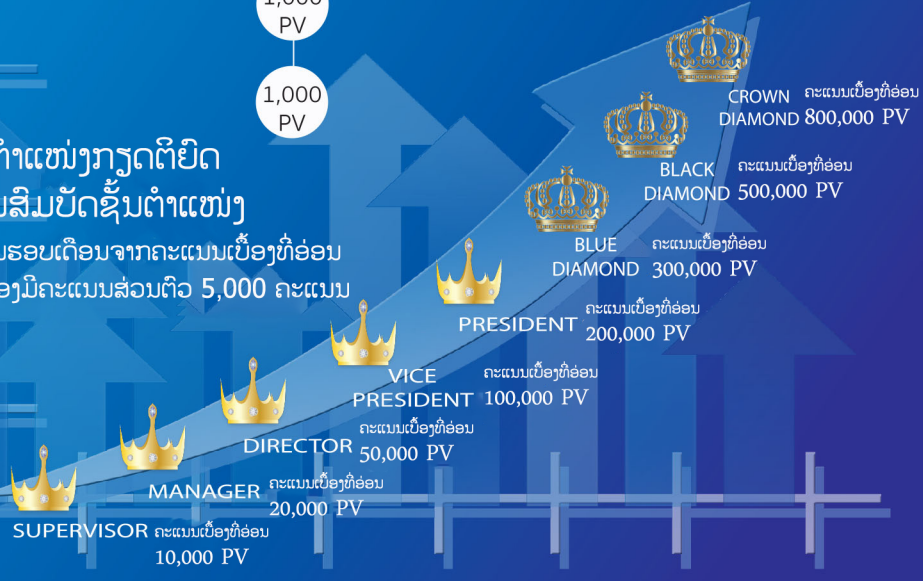 1,000
PV
1,000
PV
ຕຳແໜ່ງກຽດຕິຍົດ
ສົມບັດຊັ້ນຕຳແໜ່ງ
ຮອບເດືອນຈາກຄະແນນເບື້ອງທີ່ອ່ອນ
ມີຄະແນນສ່ວນຕົວ 5,000 ຄະແນນ
CROWN
DIAMOND
ຄະແນນເບື້ອງທີ່ອ່ອນ
800,000 PV
BLACK
DIAMOND
ຄະແນນເບື້ອງທີ່ອ່ອນ
500,000 PV
BLUE
DIAMOND
ຄະແນນເບື້ອງທີ່ອ່ອນ
300,000 PV
PRESIDENT
ຄະແນນເບື້ອງທີ່ອ່ອນ
200,000 PV
VICE
PRESIDENT
ຄະແນນເບື້ອງທີ່ອ່ອນ
100,000 PV
DIRECTOR
ຄະແນນເບື້ອງທີ່ອ່ອນ
50,000 PV
MANAGER
ຄະແນນເບື້ອງທີ່ອ່ອນ
20,000 PV
SUPERVISOR
ຄະແນນເບື້ອງທີ່ອ່ອນ
10,000 PV